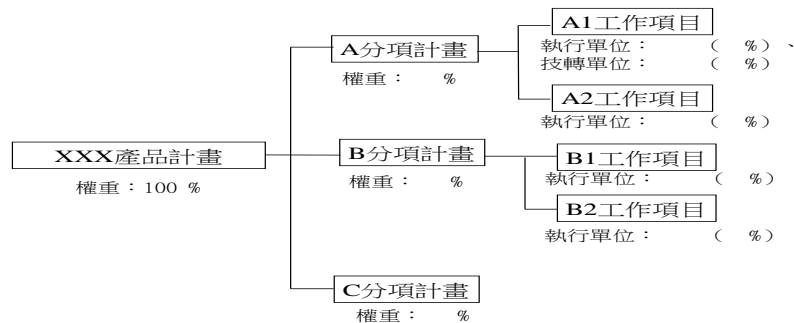 A1工作項目
A分項計畫
執行單位： （ %）、
技轉單位： （ %）
權重： %
A2工作項目
執行單位： （ %）
XXX產品計畫
權重：100 %
B分項計畫
權重： %
B1工作項目
執行單位： （ %）
B2工作項目
執行單位： （ %）
C分項計畫
權重： %